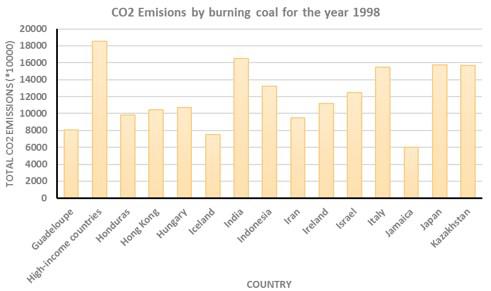 CO2 Emisions by burning coal for the year 1998
TOTAL CO2 EMISSIONS (*10000)
20000
18000
16000
14000
12000
10000
8000
6000
4000
2000
0
Guadeloupe
High-income countries
Honduras
Hong Kong
Hungary
Iceland
India
Indonesia
Iran
Ireland
Israel
Italy
Jamaica
Japan
Kazakhstan
COUNTRY